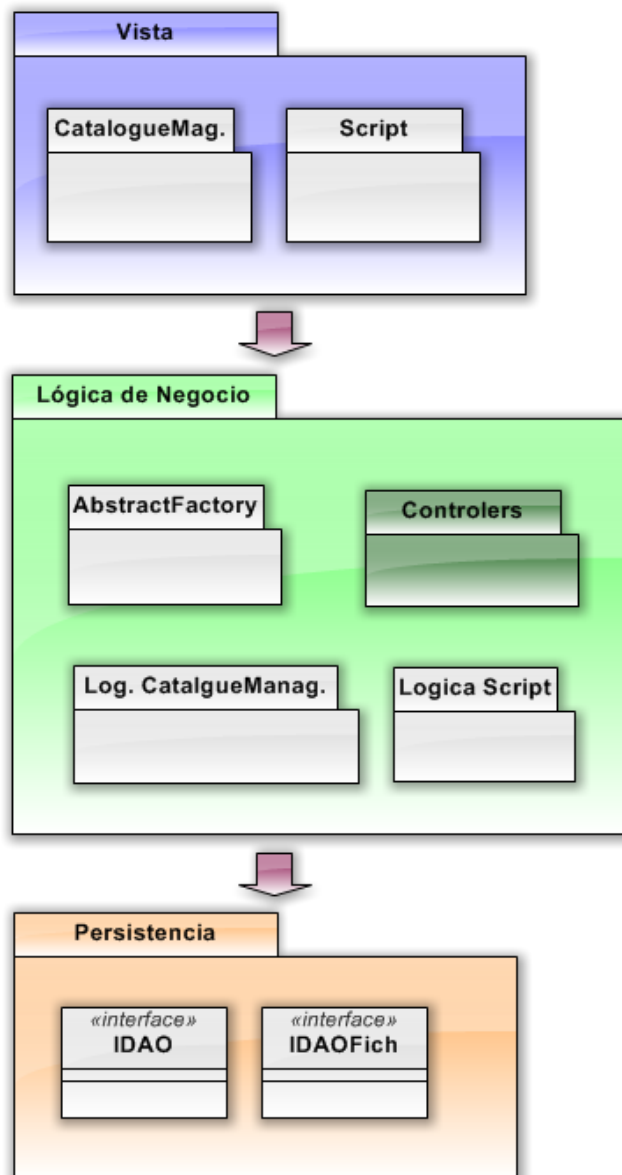 Vista
CatalogueMag.
Script
Lógica de Negocio
AbstractFactory
Controlers
Log. CatalgueManag.
Logica Script
Persistencia
«interface»
IDAO
«interface»
IDAOFich